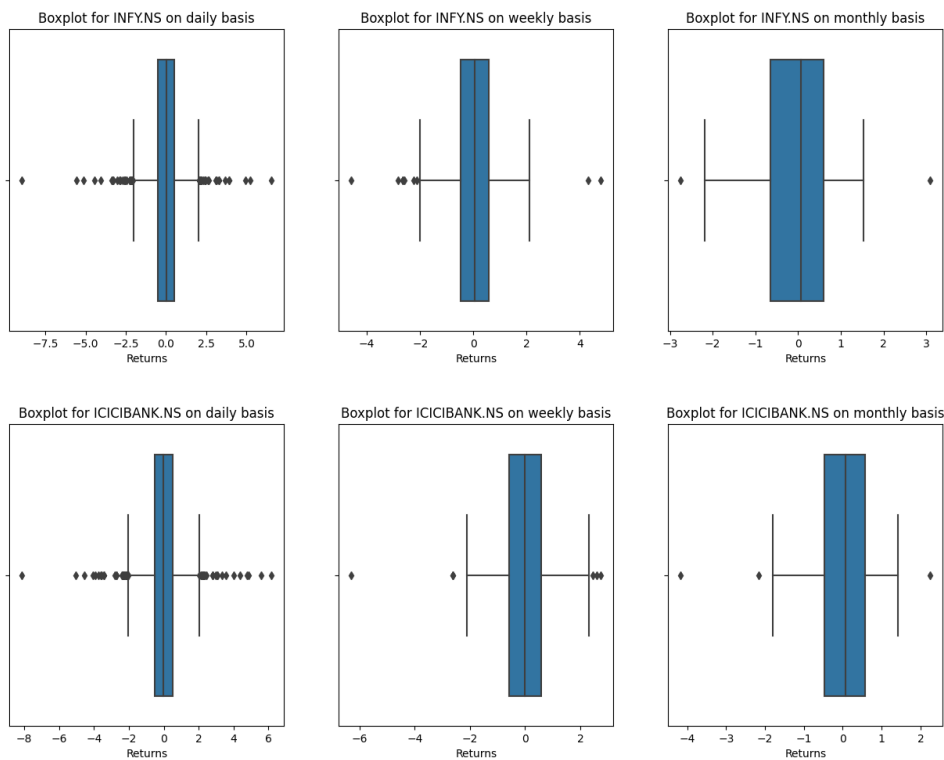 Boxplot for INFY.NS on daily basis
Boxplot for INFY.NS on weekly basis
Boxplot for INFY.NS on monthly basis
−7.5 −5.0 −2.5 0.0 2.5 5.0
−4 −2 0 2 4
−3 −2 −1 0 1 2 3
Returns
Returns
Returns
Boxplot for ICICIBANK.NS on daily basis
Boxplot for ICICIBANK.NS on weekly basis
Boxplot for ICICIBANK.NS on monthly basis
−8 −6 −4 −2 0 2 4 6
−6 −4 −2 0 2
−4 −3 −2 −1 0 1 2
Returns
Returns
Returns